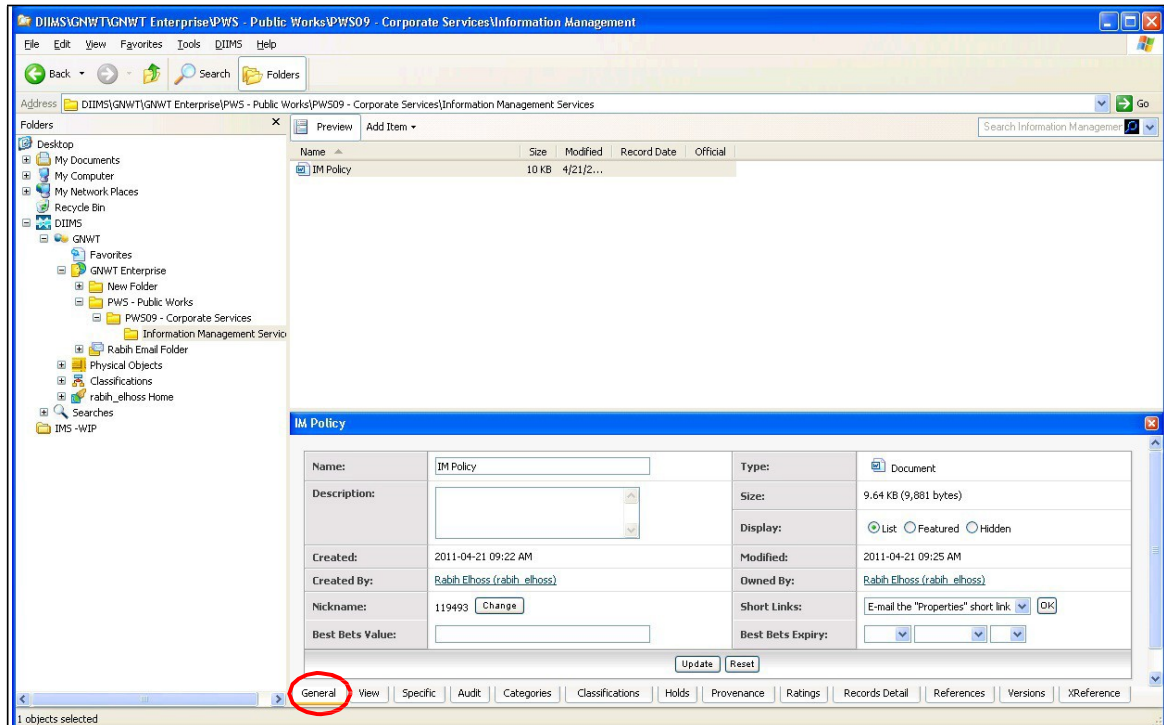 DIIMS\GNWT\GNWT Enterprise\PWS - Public Works\PWS09 - Corporate Services\Information Management
File Edit View Favorites Tools DIIMS Help
Back Search Folders
Address DIIMS\GNWT\GNWT Enterprise\PWS - Public Works\PWS09 - Corporate Services\Information Management Services Go
Folders
Desktop
My Documents
My Computer
My Network Places
Recycle Bin
DIIMS
GNWT
Favorites
GNWT Enterprise
New Folder
PWS - Public Works
PWS09 - Corporate Services
Information Management Servic
Rabih Email Folder
Physical Objects
Classifications
rabih_elhoss Home
Searches
IMS -WIP
Preview Add Item Search Information Managemer
Name Size Modified Record Date Official
IM Policy 10 KB 4/21/2...
IM Policy
Name: IM Policy Type: Document
Description: Size: 9.64 KB (9,881 bytes)
Display: List Featured Hidden
Created: 2011-04-21 09:22 AM Modified: 2011-04-21 09:25 AM
Created By: Rabih Elhoss (rabih_elhoss) Owned By: Rabih Elhoss (rabih_elhoss)
Nickname: 119493 Change Short Links: E-mail the "Properties" short link OK
Best Bets Value: Best Bets Expiry:
Update Reset
General View Specific Audit Categories Classifications Holds Provenance Ratings Records Detail References Versions XReference
1 objects selected